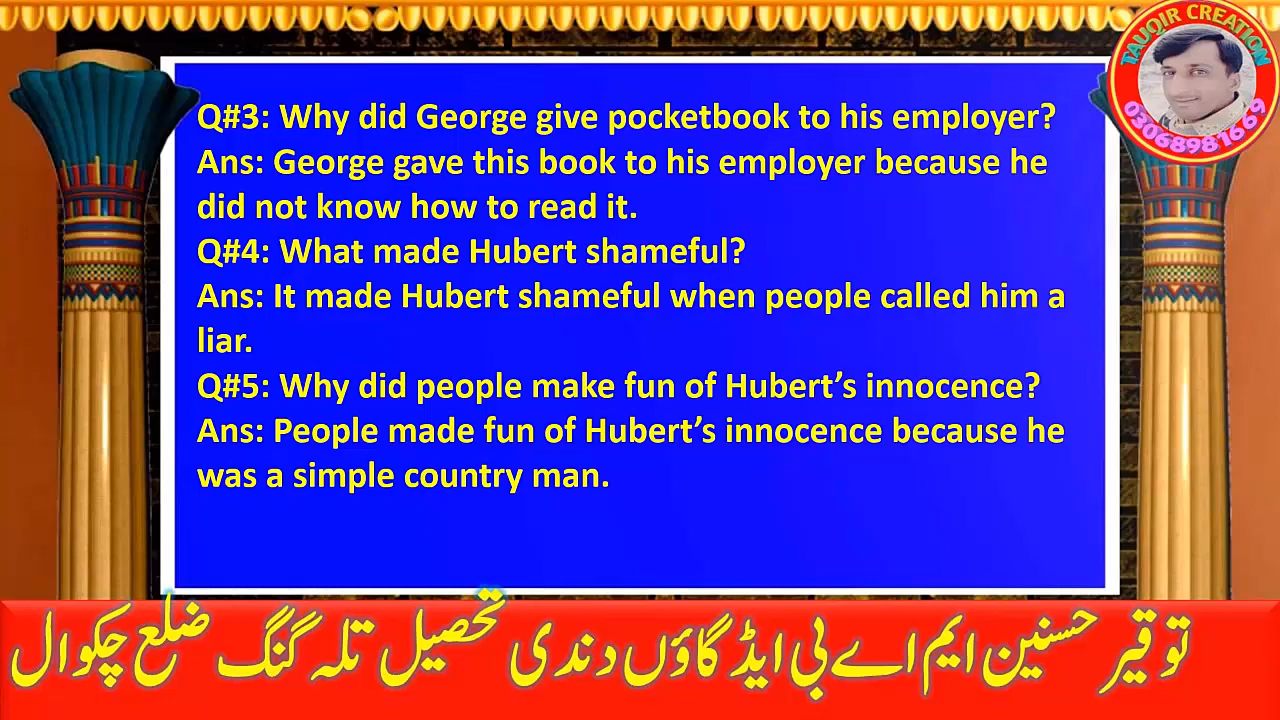 TAUQIR CREATION
03068981669
Q#3: Why did George give pocketbook to his employer?
Ans: George gave this book to his employer because he
did not know how to read it.
Q#4: What made Hubert shameful?
Ans: It made Hubert shameful when people called him a
liar.
Q#5: Why did people make fun of Hubert’s innocence?
Ans: People made fun of Hubert’s innocence because he
was a simple country man.
توقیر حسنین ایم اے بی ایڈ گاؤں دندی تحصیل تلہ گنگ ضلع چکوال